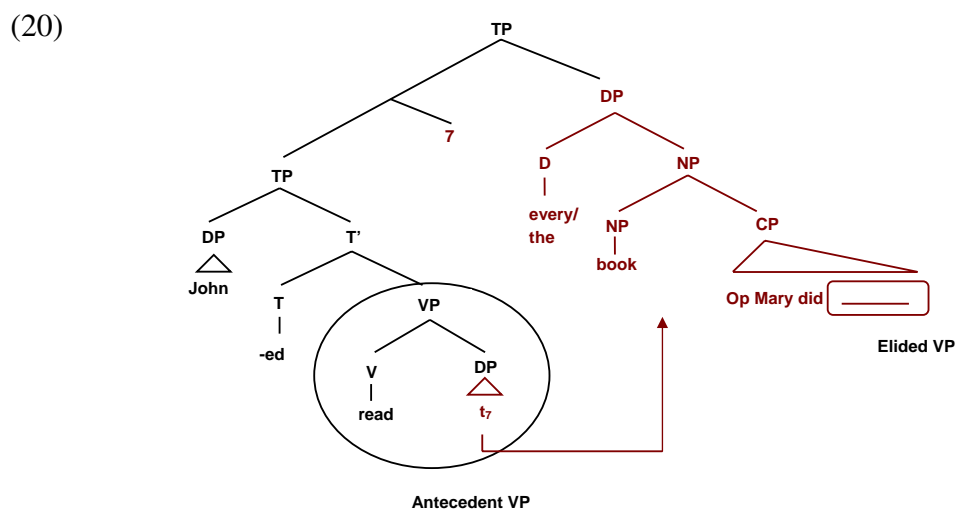 (20)
TP
DP
7
D
NP
TP
every/
the
NP
CP
DP
T’
book
John
Op Mary did ______
T
VP
Elided VP
-ed
V
DP
read
t₇
Antecedent VP